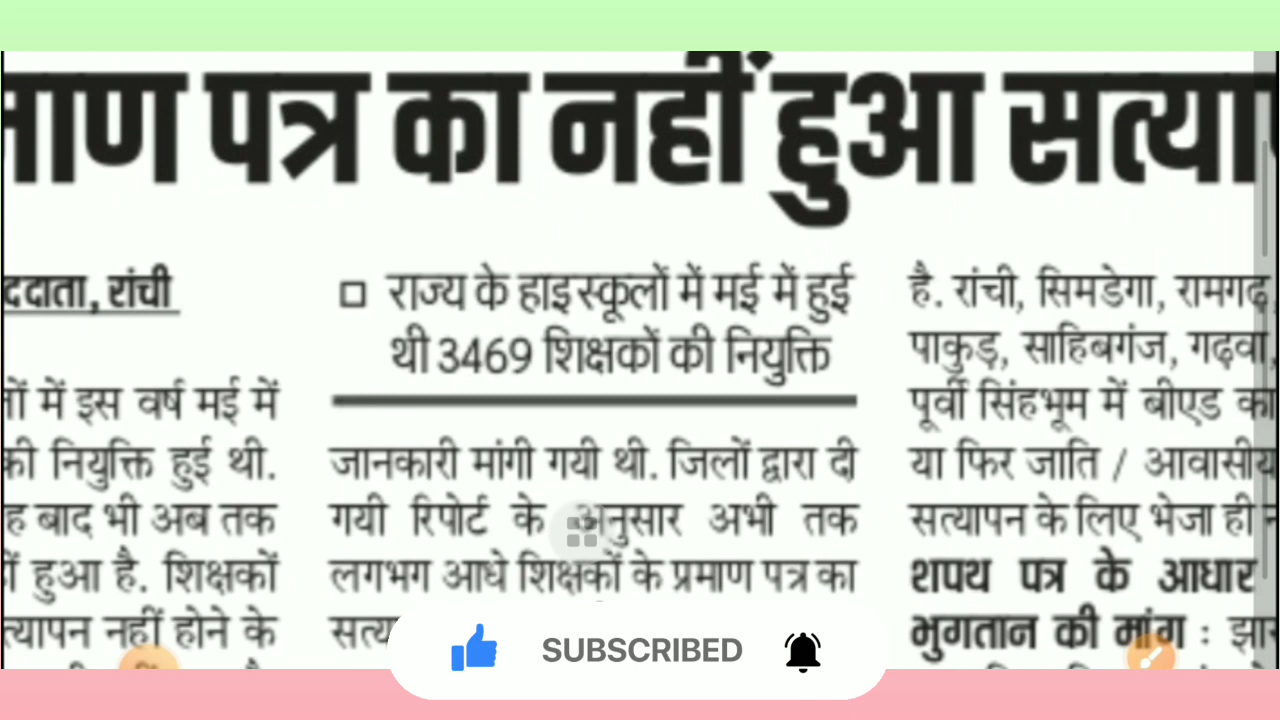 माण पत्र का नहीं हुआ सत्या
ददाता, रांची
में इस वर्ष मई में
की नियुक्ति हुई थी.
ह बाद भी अब तक
हुआ है. शिक्षकों
त्यापन नहीं होने के
राज्य के हाइस्कूलों में मई में हुई
थी 3469 शिक्षकों की नियुक्ति
जानकारी मांगी गयी थी. जिलों द्वारा दी
गयी रिपोर्ट के अनुसार अभी तक
लगभग आधे शिक्षकों के प्रमाण पत्र का
सत्या
है. रांची, सिमडेगा, रामगढ़,
पाकुड़, साहिबगंज, गढ़वा,
पूर्वी सिंहभूम में बीएड का
या फिर जाति / आवासीय
सत्यापन के लिए भेजा ही न
शपथ पत्र के आधार
भुगतान की मांग : झार
SUBSCRIBED